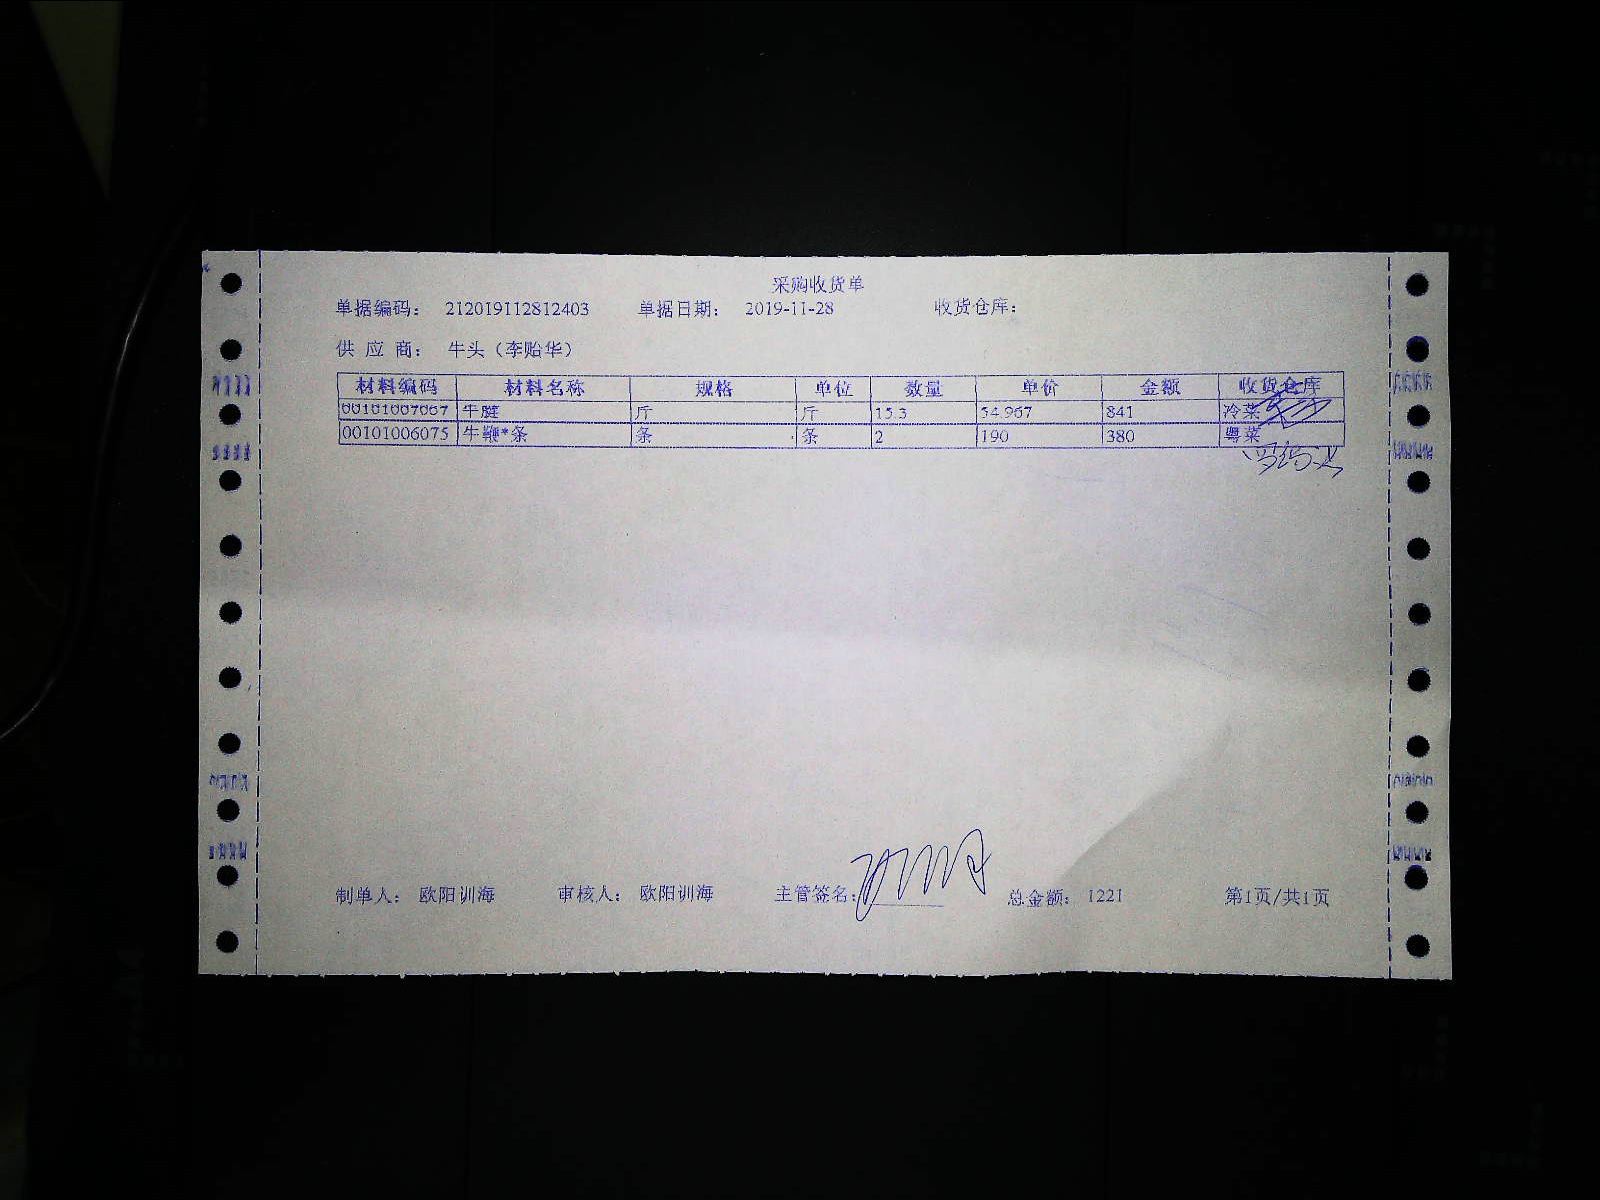 采购收货单
单据编码: 212019112812403 单据日期: 2019-11-28 收货仓库:
供 应 商: 牛头（李贻华）
材料编码 材料名称 规格 单位 数量 单价 金额 收货仓库
00101007067 牛腱 斤 斤 15.3 54.967 841 冷菜
00101006075 牛鞭*条 条 条 2 190 380 粤菜
制单人: 欧阳训海 审核人: 欧阳训海 主管签名: 总金额: 1221 第1页/共1页